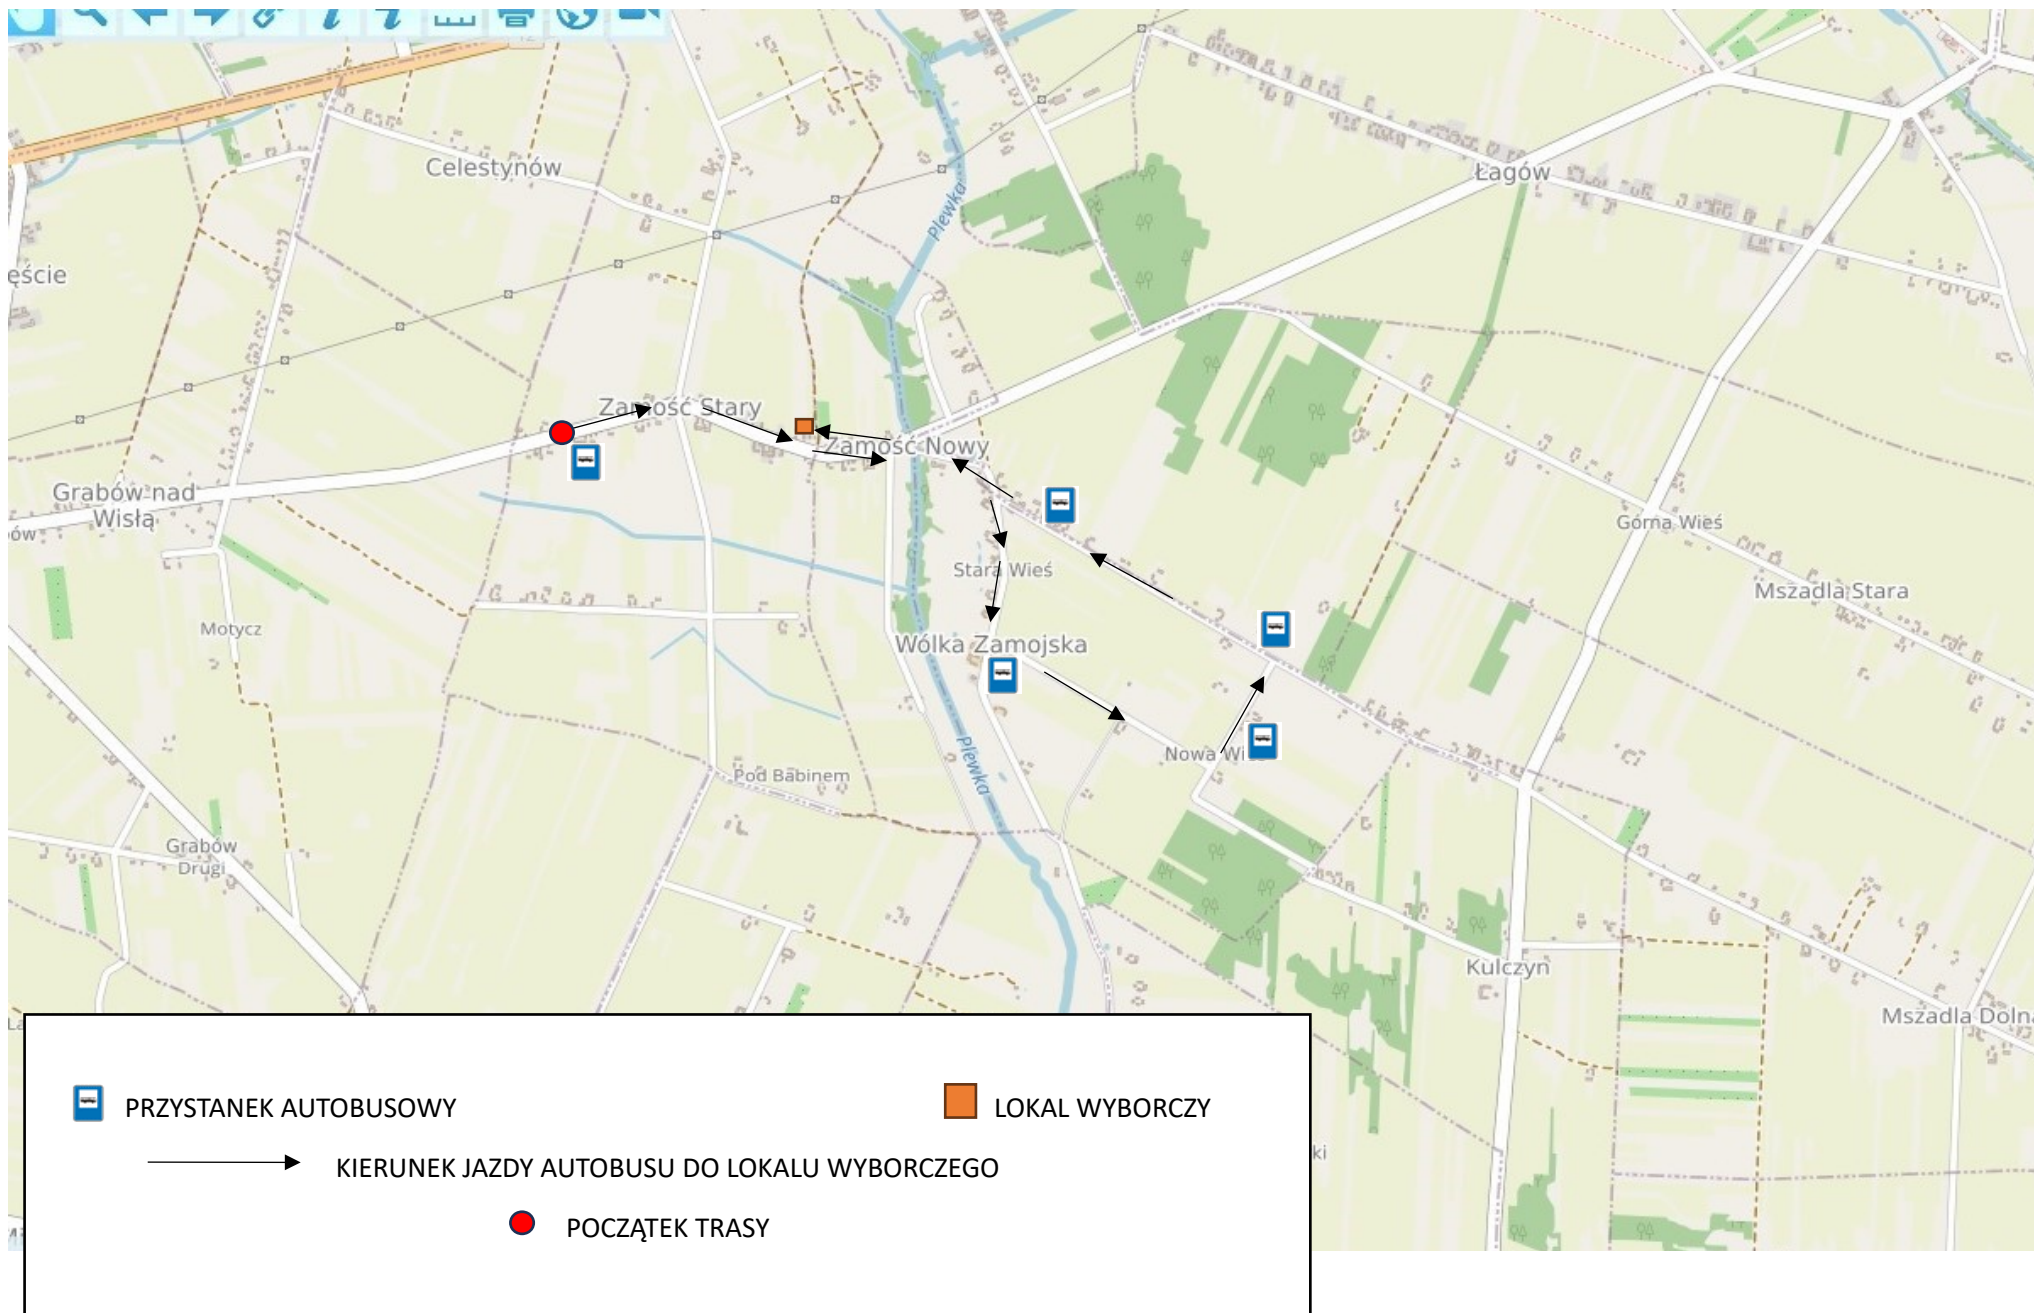 Celestynów
Plewka
Łagów
ęście
Zamość Stary
Zamość Nowy
Grabów nad
Wisłą
ów
Górna Wieś
Stara Wieś
Mszadla Stara
Motycz
Wólka Zamojska
Nowa Wieś
Plewka
Pod Babinem
Grabów
Drugi
Kulczyn
Mszadla Doln
PRZYSTANEK AUTOBUSOWY
LOKAL WYBORCZY
KIERUNEK JAZDY AUTOBUSU DO LOKALU WYBORCZEGO
ki
POCZĄTEK TRASY